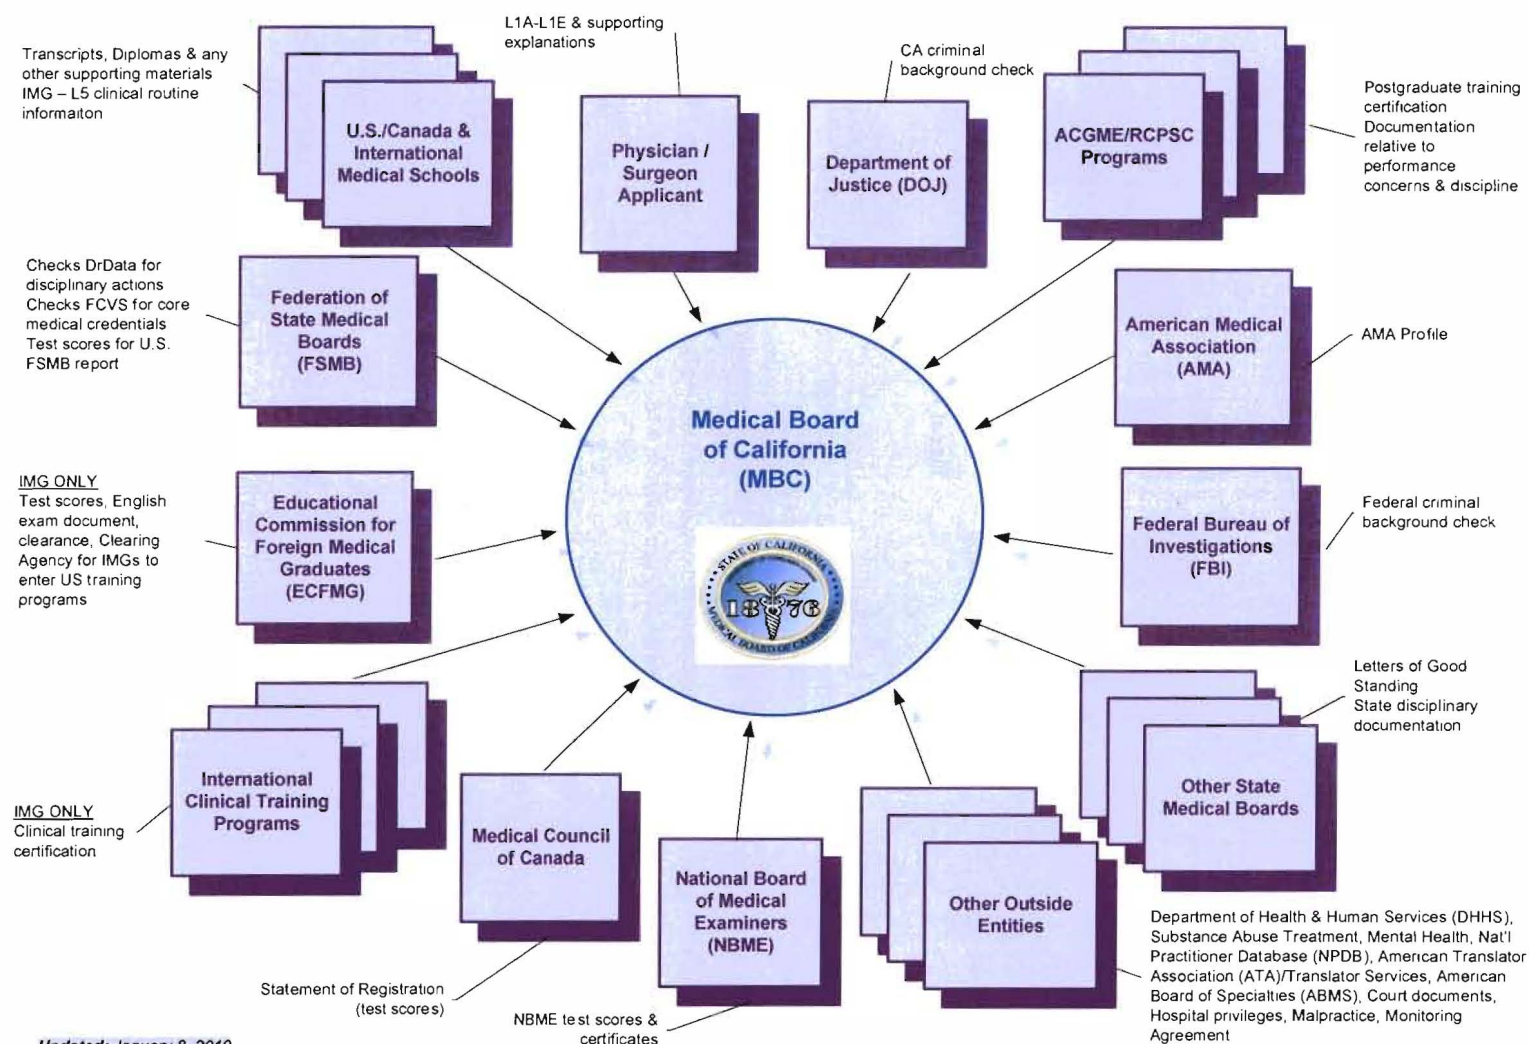 L1A-L1E & supporting
explanations
Transcripts, Diplomas & any
other supporting materials
IMG – L5 clinical routine
informaiton
CA criminal
background check
Postgraduate training
certification
Documentation
relative to
performance
concerns & discipline
U.S./Canada &
International
Medical Schools
Physician /
Surgeon
Applicant
Department of
Justice (DOJ)
ACGME/RCPSC
Programs
Checks DrData for
disciplinary actions
Checks FCVS for core
medical credentials
Test scores for U.S.
FSMB report
Federation of
State Medical
Boards
(FSMB)
American Medical
Association
(AMA)
AMA Profile
Medical Board
of California
(MBC)
STATE OF CALIFORNIA
1876
MEDICAL BOARD OF CALIFORNIA
IMG ONLY
Test scores, English
exam document,
clearance, Clearing
Agency for IMGs to
enter US training
programs
Educational
Commission for
Foreign Medical
Graduates
(ECFMG)
Federal Bureau of
Investigations
(FBI)
Federal criminal
background check
Letters of Good
Standing
State disciplinary
documentation
IMG ONLY
Clinical training
certification
International
Clinical Training
Programs
Medical Council
of Canada
National Board
of Medical
Examiners
(NBME)
Other Outside
Entities
Other State
Medical Boards
Statement of Registration
(test scores)
NBME test scores &
certificates
Department of Health & Human Services (DHHS),
Substance Abuse Treatment, Mental Health, Nat'l
Practitioner Database (NPDB), American Translator
Association (ATA)/Translator Services, American
Board of Specialties (ABMS), Court documents,
Hospital privileges, Malpractice, Monitoring
Agreement
Updated: January 8, 2010